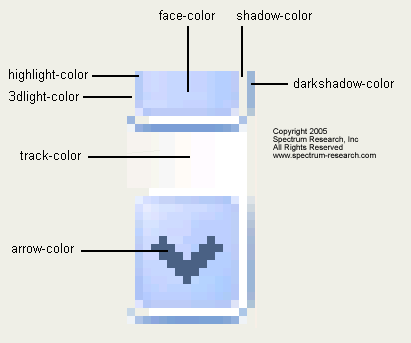 face-color
shadow-color
highlight-color
3dlight-color
darkshadow-color
Copyright 2005
Spectrum Research, Inc
All Rights Reserved
www.spectrum-research.com
track-color
arrow-color